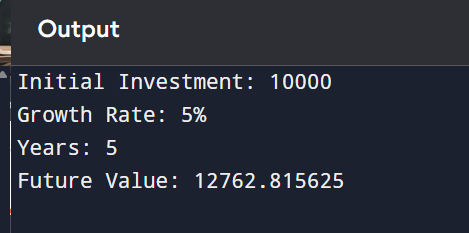 Output
Initial Investment: 10000
Growth Rate: 5%
Years: 5
Future Value: 12762.815625